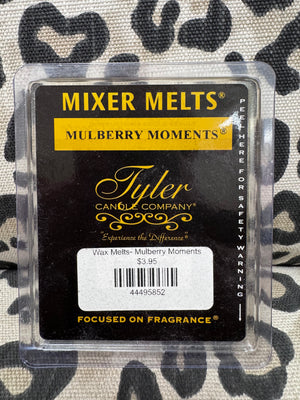 MIXER MELTS®
MULBERRY MOMENTS®
Tyler
CANDLE COMPANY®
"Experience the Difference"®
Wax Melts- Mulberry Moments
$3.95
44495852
FOCUSED ON FRAGRANCE®
PEEL HERE FOR SAFETY WARNING